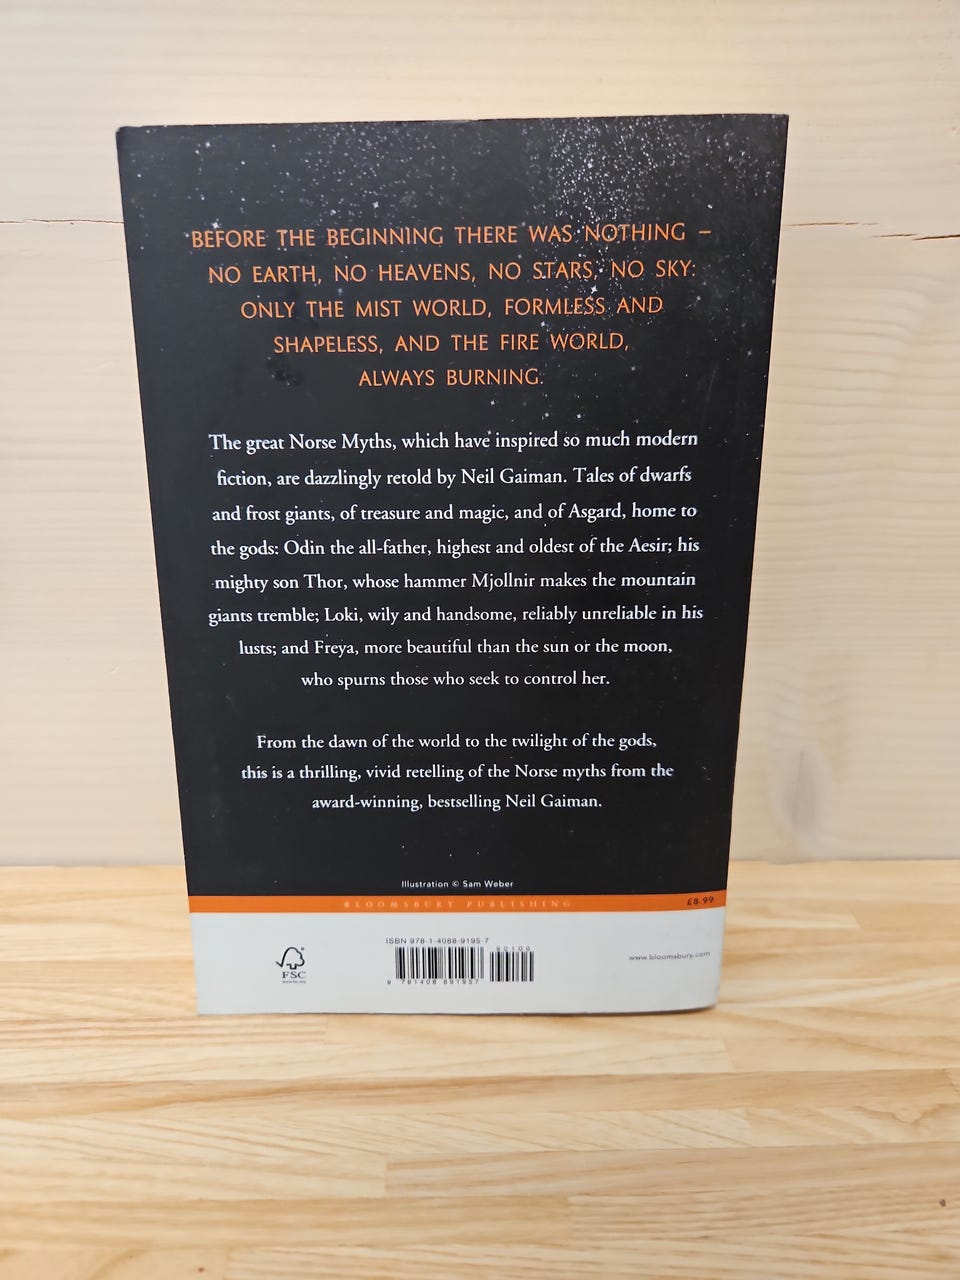 BEFORE THE BEGINNING THERE WAS NOTHING –
NO EARTH, NO HEAVENS, NO STARS, NO SKY:
ONLY THE MIST WORLD, FORMLESS AND
SHAPELESS, AND THE FIRE WORLD,
ALWAYS BURNING.
The great Norse Myths, which have inspired so much modern
fiction, are dazzlingly retold by Neil Gaiman. Tales of dwarfs
and frost giants, of treasure and magic, and of Asgard, home to
the gods: Odin the all-father, highest and oldest of the Aesir; his
mighty son Thor, whose hammer Mjollnir makes the mountain
giants tremble; Loki, wily and handsome, reliably unreliable in his
lusts; and Freya, more beautiful than the sun or the moon,
who spurns those who seek to control her.
From the dawn of the world to the twilight of the gods,
this is a thrilling, vivid retelling of the Norse myths from the
award-winning, bestselling Neil Gaiman.
Illustration © Sam Weber
BLOOMSBURY PUBLISHING
£8.99
ISBN 978-1-4088-9195-7
90100
9 781408 891957
FSC
www.fsc.org
www.bloomsbury.com